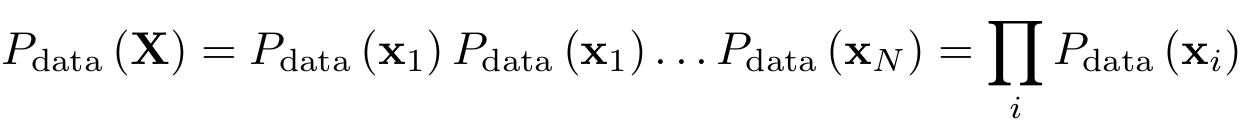 P_data (X) = P_data (x_1) P_data (x_1) … P_data (x_N) = ∏_i P_data (x_i)